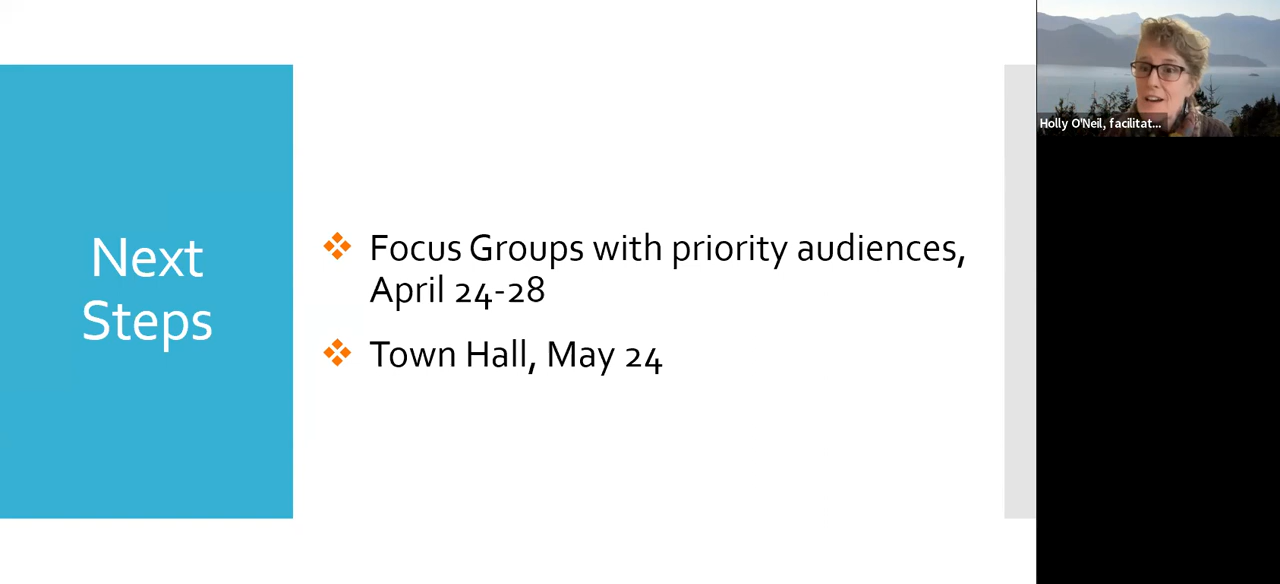 Next
Steps
Focus Groups with priority audiences,
April 24-28
Town Hall, May 24
Holly O'Neil, facilitat...